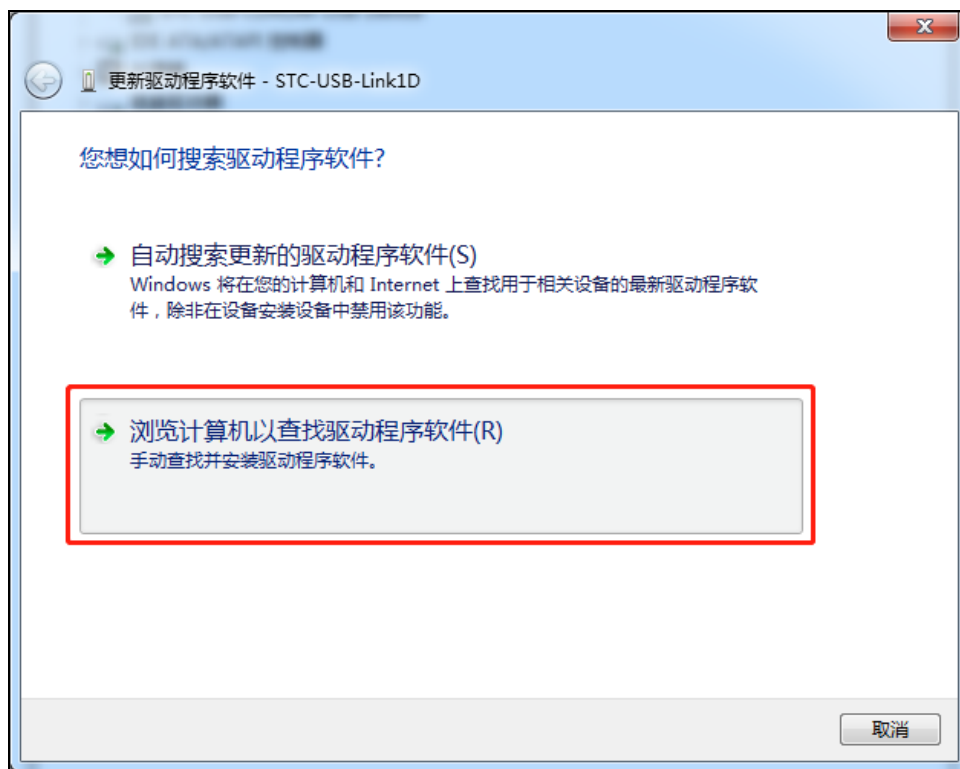 更新驱动程序软件 - STC-USB-Link1D
您想如何搜索驱动程序软件?
自动搜索更新的驱动程序软件(S)
Windows 将在您的计算机和 Internet 上查找用于相关设备的最新驱动程序软
件，除非在设备安装设备中禁用该功能。
浏览计算机以查找驱动程序软件(R)
手动查找并安装驱动程序软件。
取消